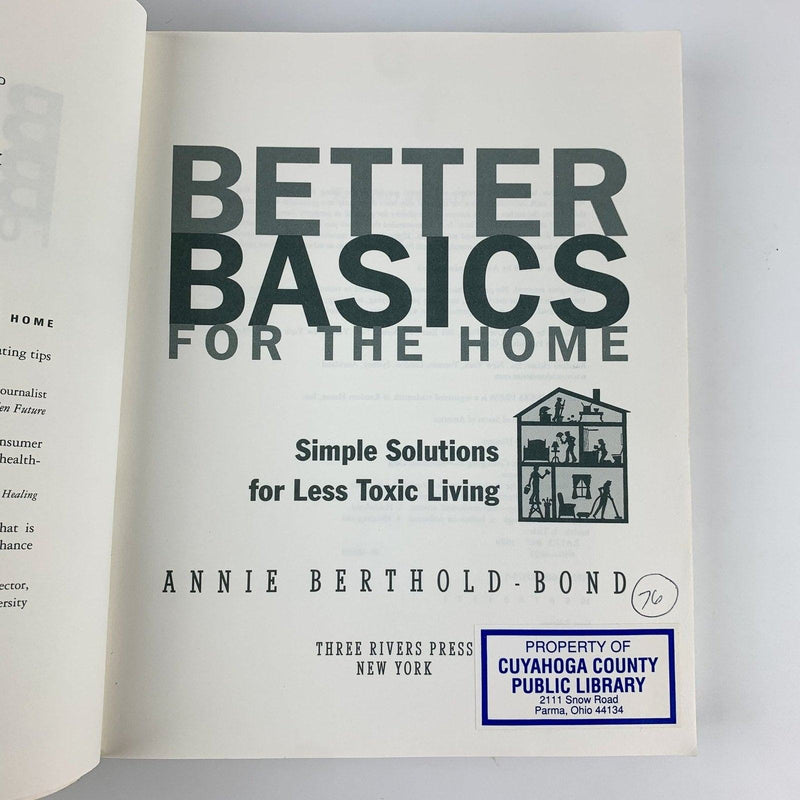 HOME
ating tips
ournalist
en Future
nsumer
health-
Healing
hat is
hance
ector,
ersity
BETTER
BASICS
FOR THE HOME
Simple Solutions
for Less Toxic Living
ANNIE BERTHOLD-BOND
76
THREE RIVERS PRESS
NEW YORK
PROPERTY OF
CUYAHOGA COUNTY
PUBLIC LIBRARY
2111 Snow Road
Parma, Ohio 44134